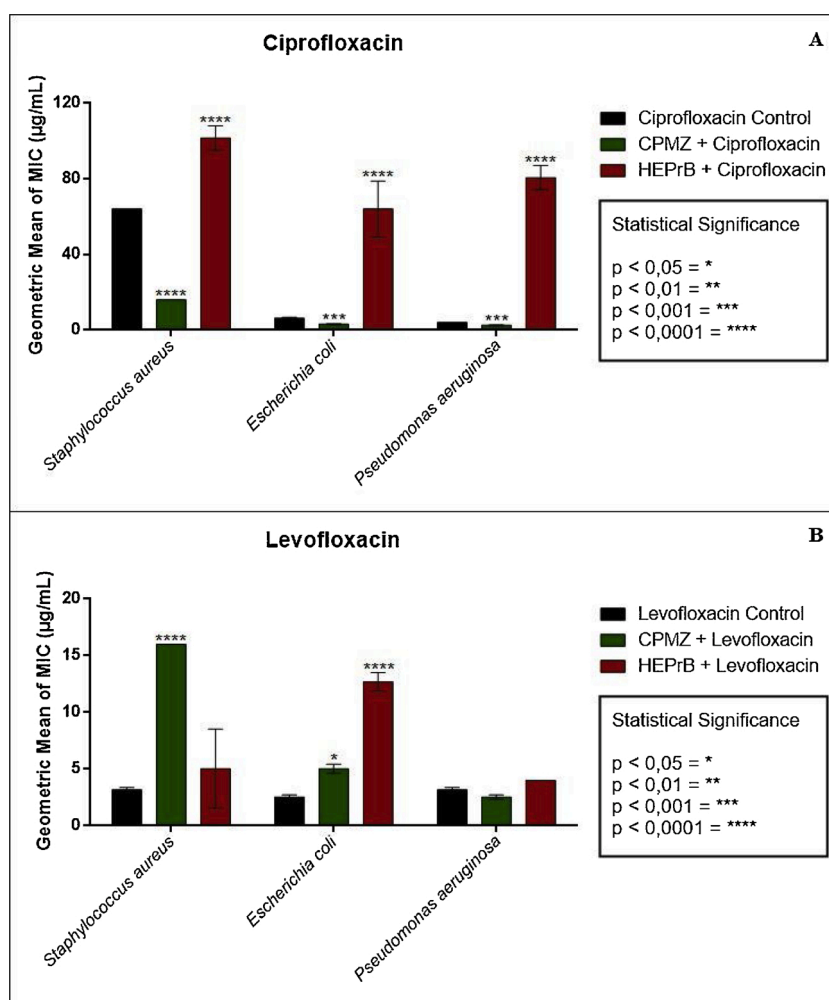 Ciprofloxacin
A
Geometric Mean of MIC (µg/mL)
120
80
40
0
****
****
***
****
***
****
Staphylococcus aureus
Escherichia coli
Pseudomonas aeruginosa
Ciprofloxacin Control
CPMZ + Ciprofloxacin
HEPrB + Ciprofloxacin
Statistical Significance
p < 0,05 = *
p < 0,01 = **
p < 0,001 = ***
p < 0,0001 = ****
Levofloxacin
B
Geometric Mean of MIC (µg/mL)
20
15
10
5
0
****
*
****
Staphylococcus aureus
Escherichia coli
Pseudomonas aeruginosa
Levofloxacin Control
CPMZ + Levofloxacin
HEPrB + Levofloxacin
Statistical Significance
p < 0,05 = *
p < 0,01 = **
p < 0,001 = ***
p < 0,0001 = ****